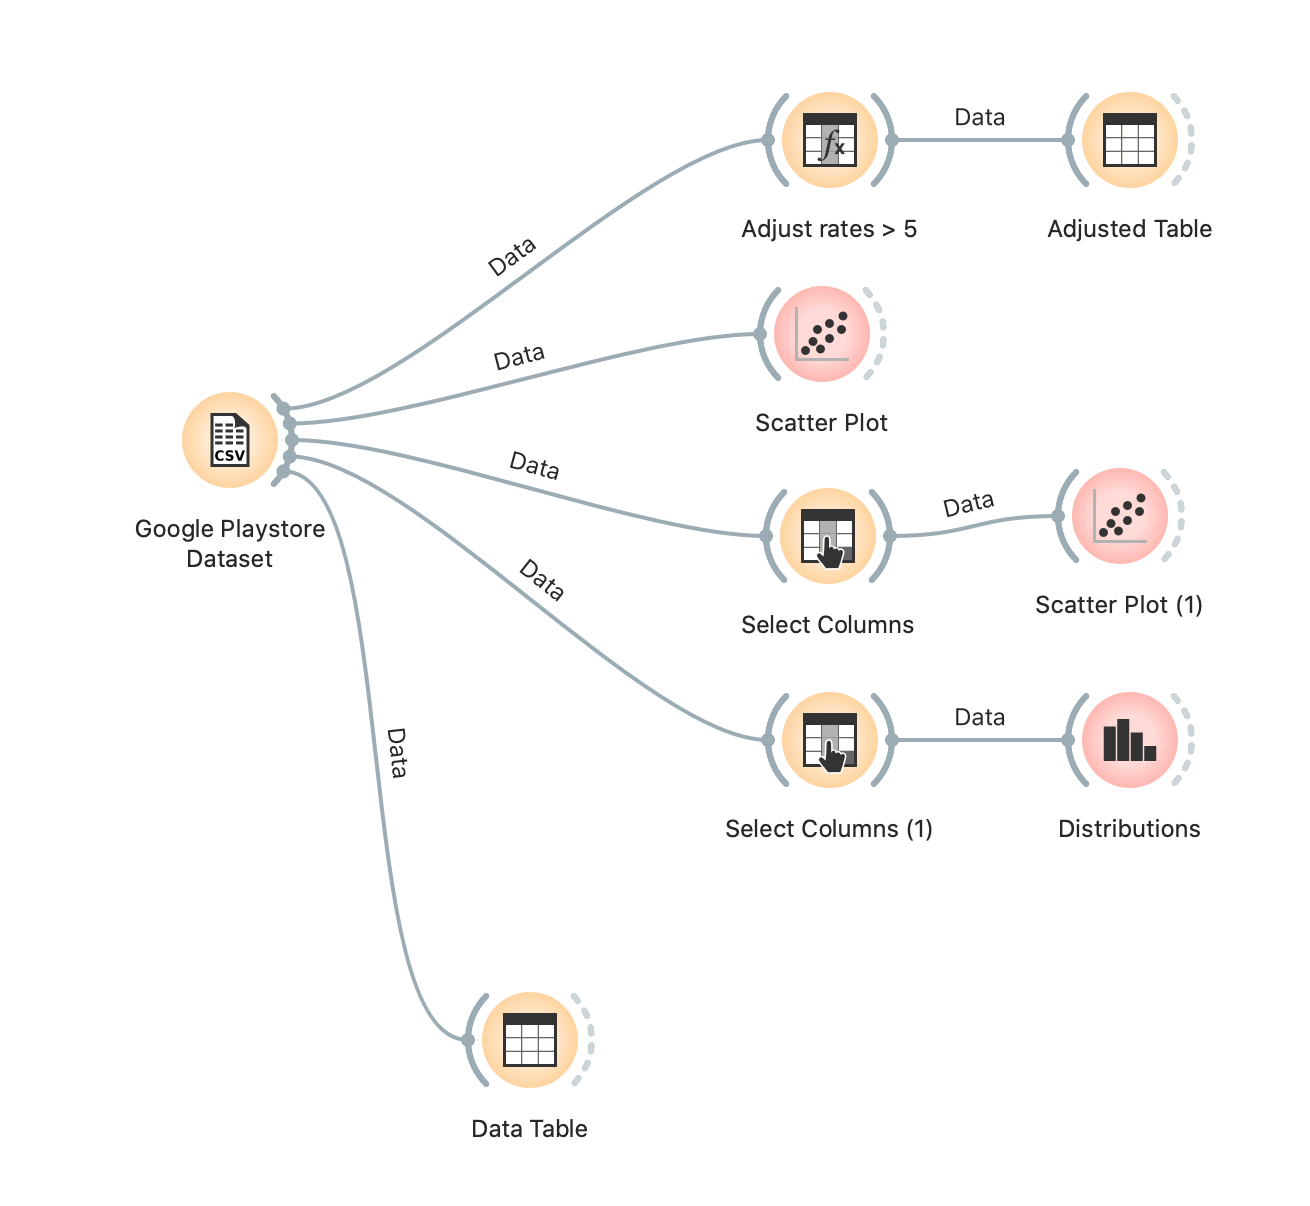 Data
Adjust rates > 5
Adjusted Table
Data
Data
Scatter Plot
CSV
Google Playstore
Dataset
Data
Data
Select Columns
Scatter Plot (1)
Data
Data
Select Columns (1)
Distributions
Data
Data Table